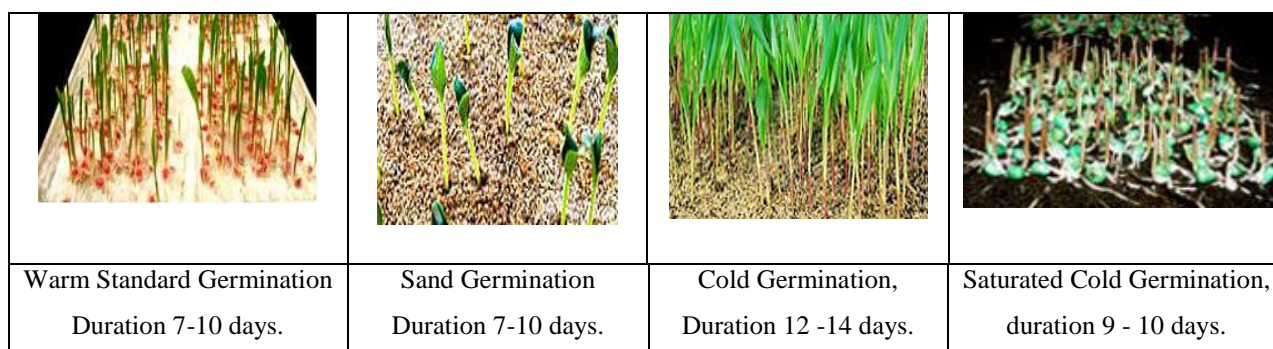 Warm Standard Germination
Duration 7-10 days.
Sand Germination
Duration 7-10 days.
Cold Germination,
Duration 12 -14 days.
Saturated Cold Germination,
duration 9 - 10 days.